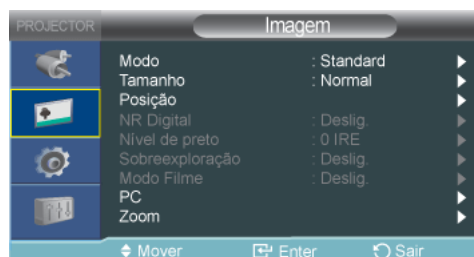 PROJECTOR
Imagem
Modo : Standard
Tamanho : Normal
Posição
NR Digital : Deslig.
Nível de preto : 0 IRE
Sobreexploração : Deslig.
Modo Filme : Deslig.
PC
Zoom
Mover Enter Sair